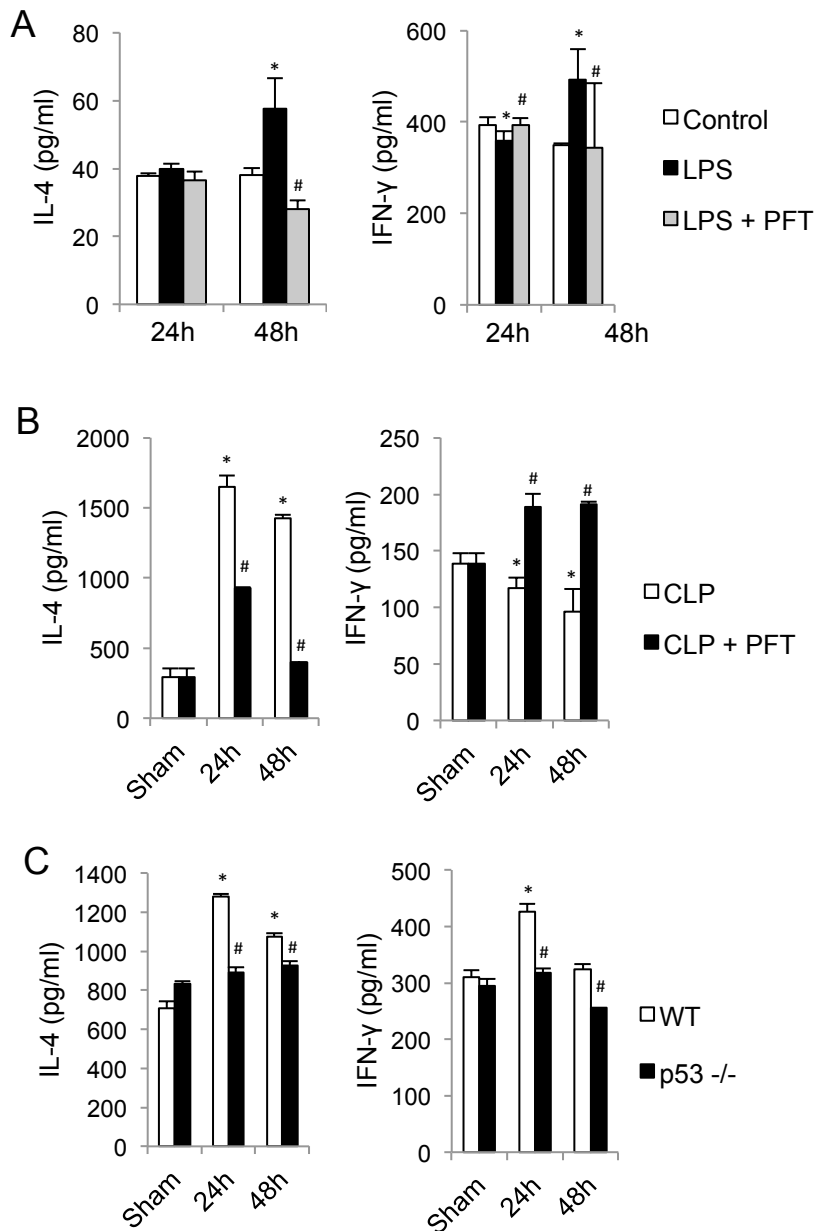 A
IL-4 (pg/ml)
80
60
40
20
0
*
#
24h
48h
IFN-γ (pg/ml)
600
400
200
0
*
#
*
#
24h
48h
Control
LPS
LPS + PFT
B
IL-4 (pg/ml)
2000
1500
1000
500
0
*
#
*
#
Sham
24h
48h
IFN-γ (pg/ml)
250
200
150
100
50
0
*
#
*
#
Sham
24h
48h
CLP
CLP + PFT
C
IL-4 (pg/ml)
1400
1200
1000
800
600
400
200
0
*
#
*
#
Sham
24h
48h
IFN-γ (pg/ml)
500
400
300
200
100
0
*
#
#
Sham
24h
48h
WT
p53 -/-